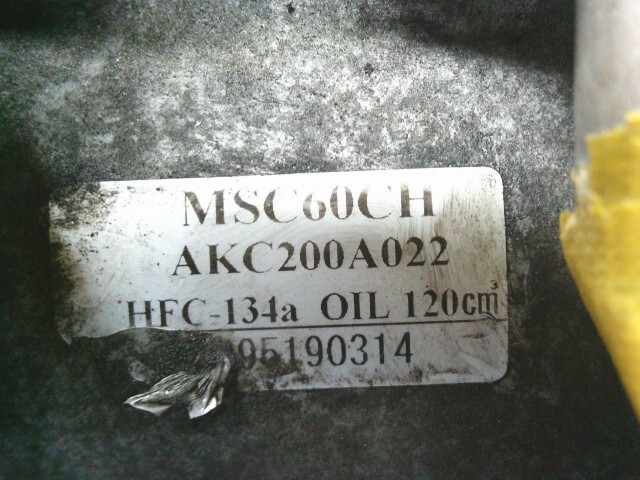 MSC60CH
AKC200A022
HFC-134a OIL 120cm³
95190314